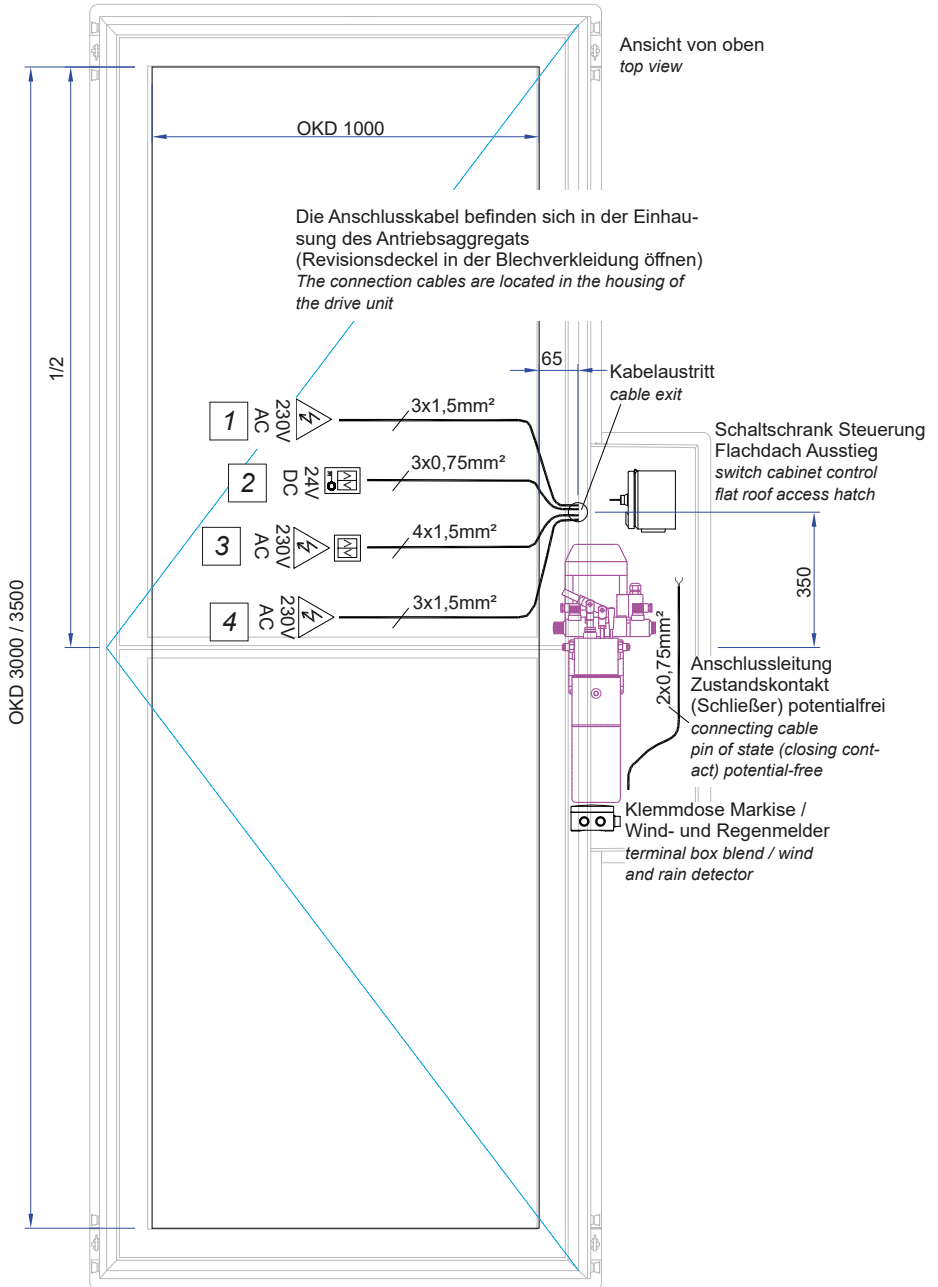 Ansicht von oben
top view
OKD 1000
Die Anschlusskabel befinden sich in der Einhau-
sung des Antriebsaggregats
(Revisionsdeckel in der Blechverkleidung öffnen)
The connection cables are located in the housing of
the drive unit
1/2
65
Kabelaustritt
cable exit
1
230V
AC
3x1,5mm²
Schaltschrank Steuerung
Flachdach Ausstieg
switch cabinet control
flat roof access hatch
2
24V
DC
3x0,75mm²
3
230V
AC
4x1,5mm²
350
4
230V
AC
3x1,5mm²
OKD 3000 / 3500
2x0,75mm²
Anschlussleitung
Zustandskontakt
(Schließer) potentialfrei
connecting cable
pin of state (closing cont-
act) potential-free
Klemmdose Markise /
Wind- und Regenmelder
terminal box blend / wind
and rain detector